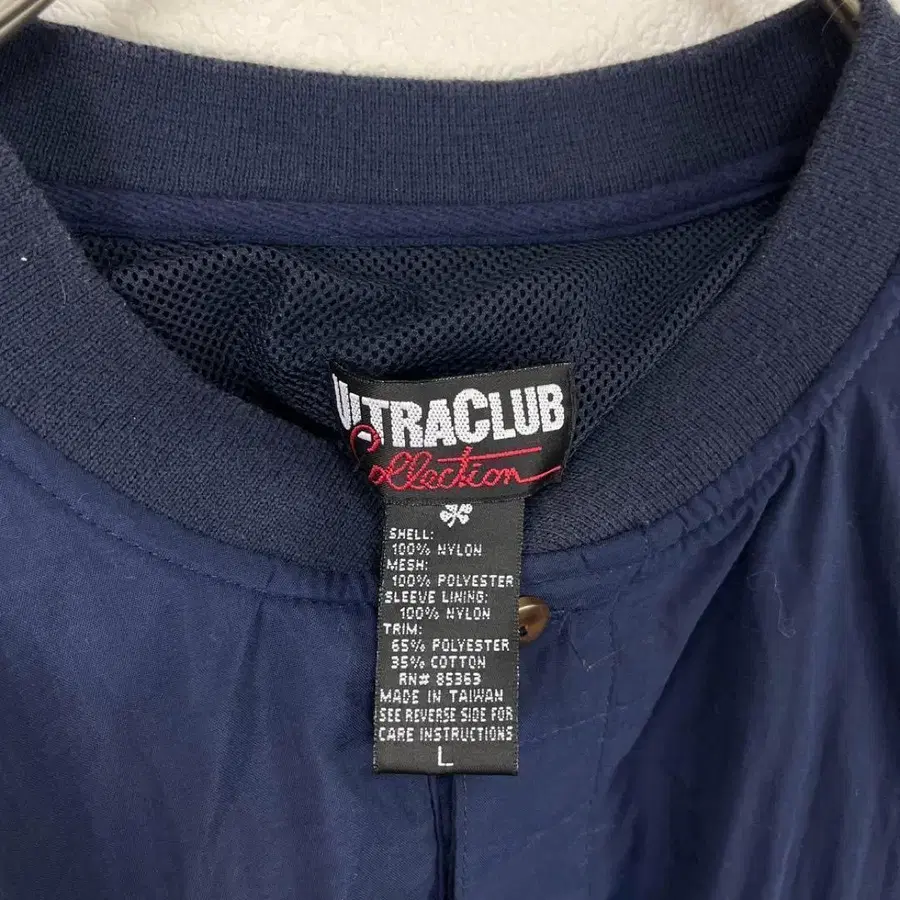 ULTRACLUB
Collection
SHELL:
100% NYLON
MESH:
100% POLYESTER
SLEEVE LINING:
100% NYLON
TRIM:
65% POLYESTER
35% COTTON
RN# 85363
MADE IN TAIWAN
SEE REVERSE SIDE FOR
CARE INSTRUCTIONS
L